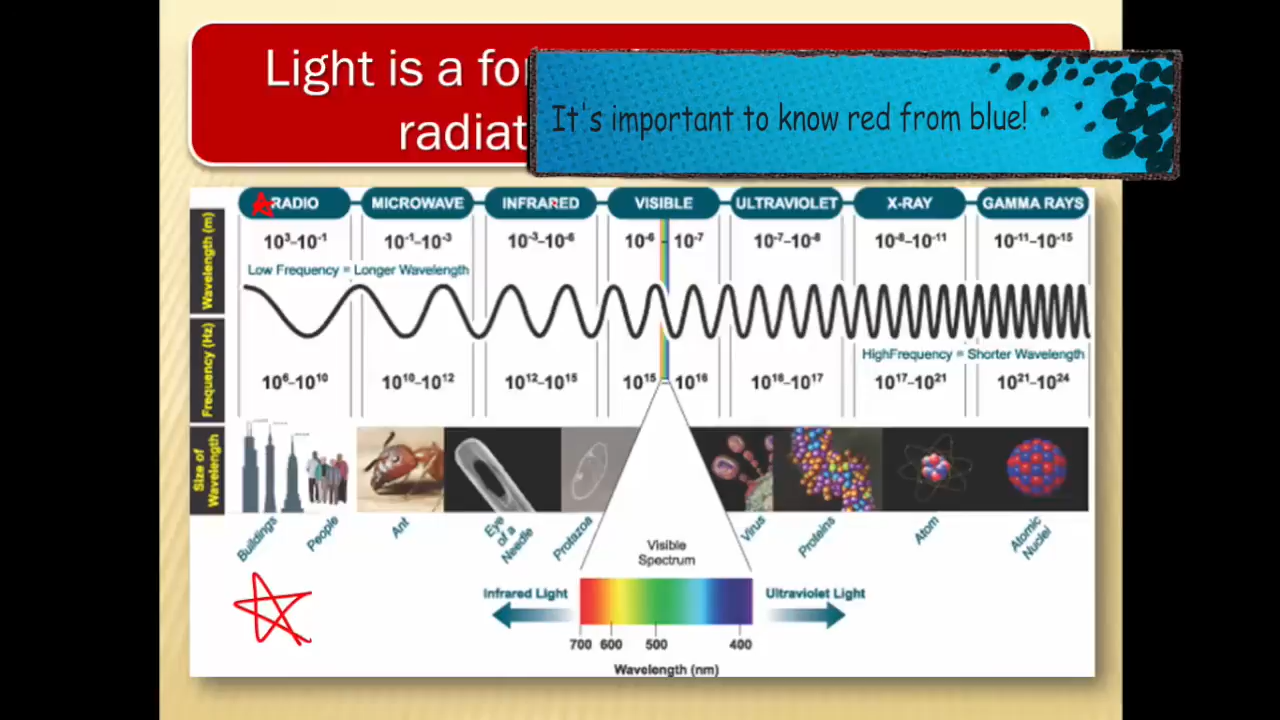 Light is a
radiat
It's important to know red from blue!
RADIO MICROWAVE INFRARED VISIBLE ULTRAVIOLET X-RAY GAMMA RAYS
Wavelength (m)
10³–10⁻¹ 10⁻¹–10⁻³ 10⁻³–10⁻⁶ 10⁻⁶ - 10⁻⁷ 10⁻⁷–10⁻⁸ 10⁻⁸–10⁻¹¹ 10⁻¹¹–10⁻¹⁵
Low Frequency = Longer Wavelength
HighFrequency = Shorter Wavelength
Frequency (Hz)
10⁶–10¹⁰ 10¹⁰–10¹² 10¹²–10¹⁵ 10¹⁵ 10¹⁶ 10¹⁶–10¹⁷ 10¹⁷–10²¹ 10²¹–10²⁴
Size of
Wavelength
Buildings
People
Ant
Eye
of a
Needle
Protazoa
Virus
Proteins
Atom
Atomic
Nuclei
Visible
Spectrum
Infrared Light
Ultraviolet Light
700 600 500 400
Wavelength (nm)